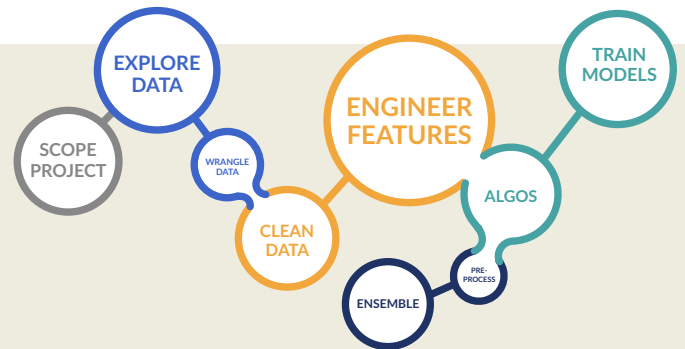 EXPLORE
DATA
TRAIN
MODELS
ENGINEER
FEATURES
SCOPE
PROJECT
WRANGLE
DATA
ALGOS
CLEAN
DATA
PRE-
PROCESS
ENSEMBLE